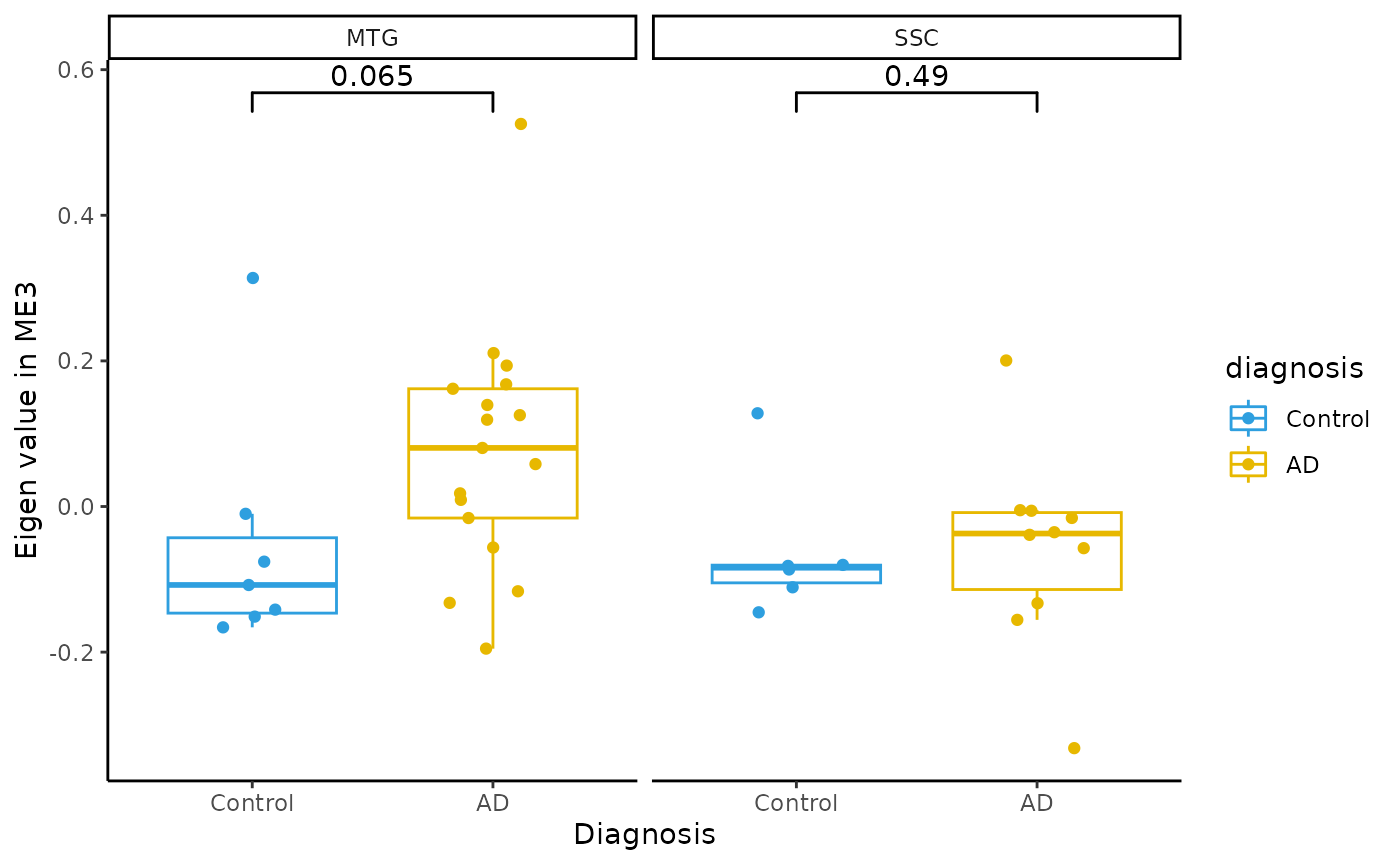 MTG
SSC
0.065
0.49
0.6
0.4
0.2
0.0
-0.2
Eigen value in ME3
Control
AD
Control
AD
Diagnosis
diagnosis
Control
AD